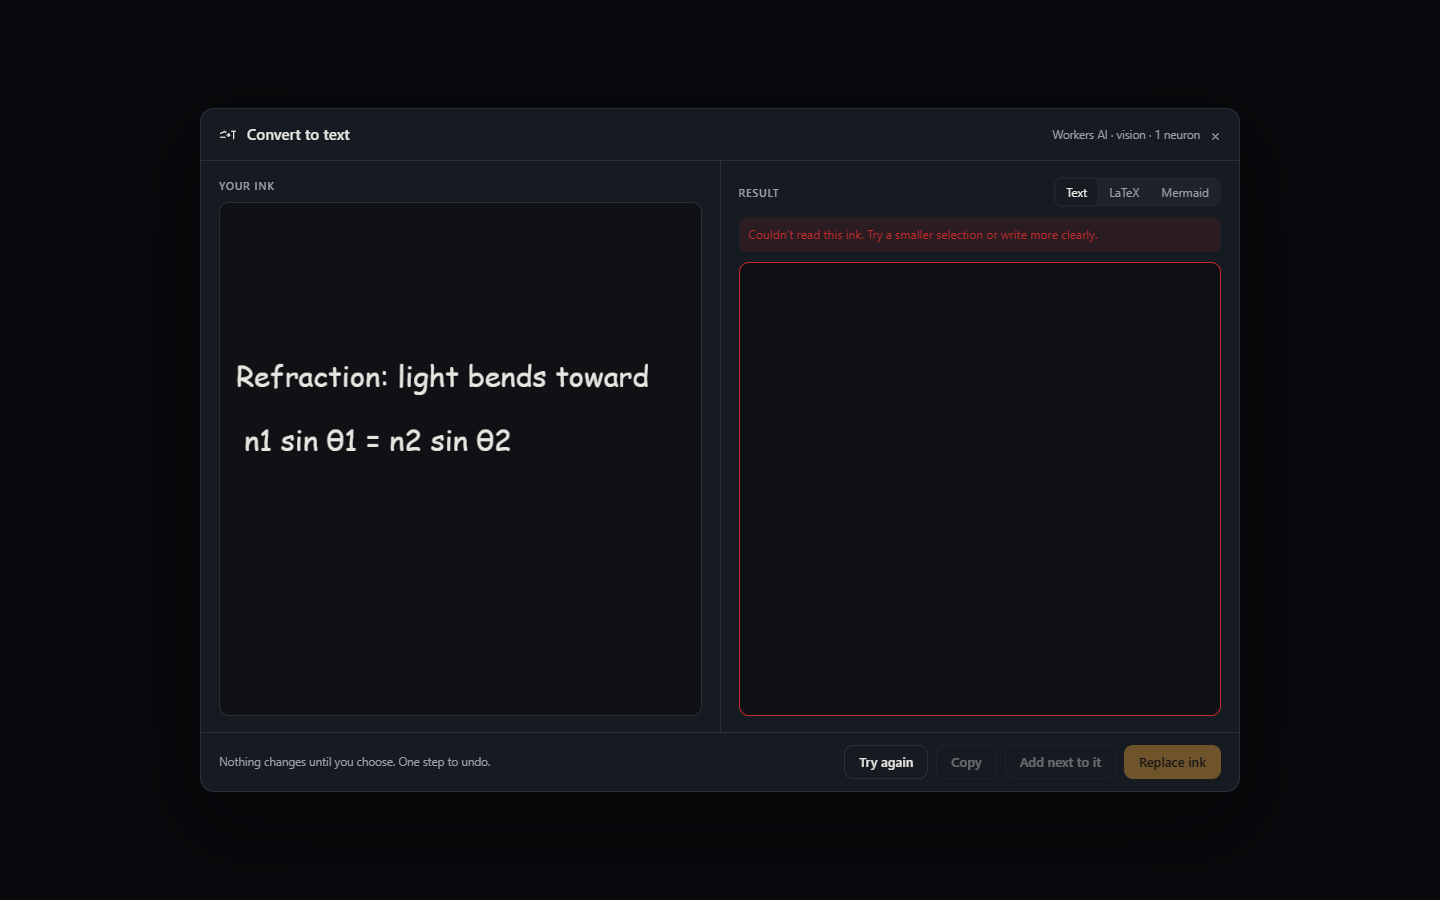 Convert to text
Workers AI · vision · 1 neuron ×
YOUR INK
RESULT
Text LaTeX Mermaid
Couldn't read this ink. Try a smaller selection or write more clearly.
Refraction: light bends toward
n1 sin θ1 = n2 sin θ2
Nothing changes until you choose. One step to undo.
Try again Copy Add next to it Replace ink